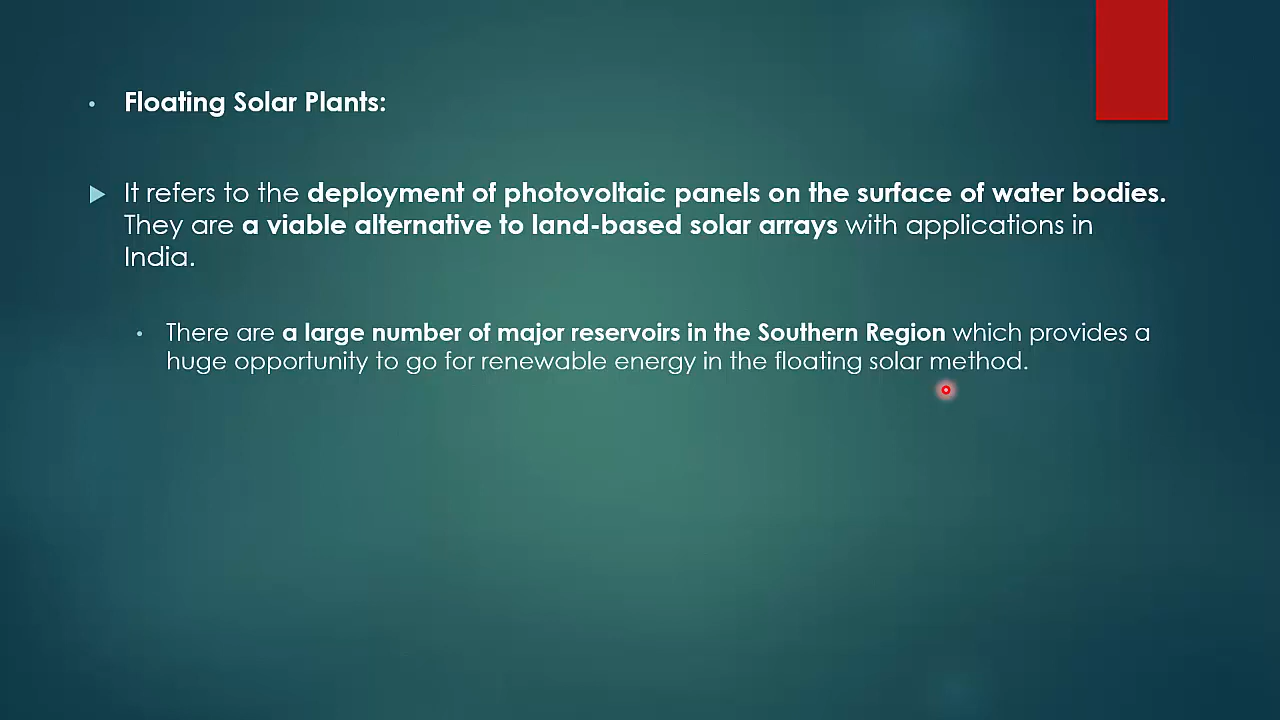 Floating Solar Plants:
It refers to the deployment of photovoltaic panels on the surface of water bodies.
They are a viable alternative to land-based solar arrays with applications in
India.
There are a large number of major reservoirs in the Southern Region which provides a
huge opportunity to go for renewable energy in the floating solar method.